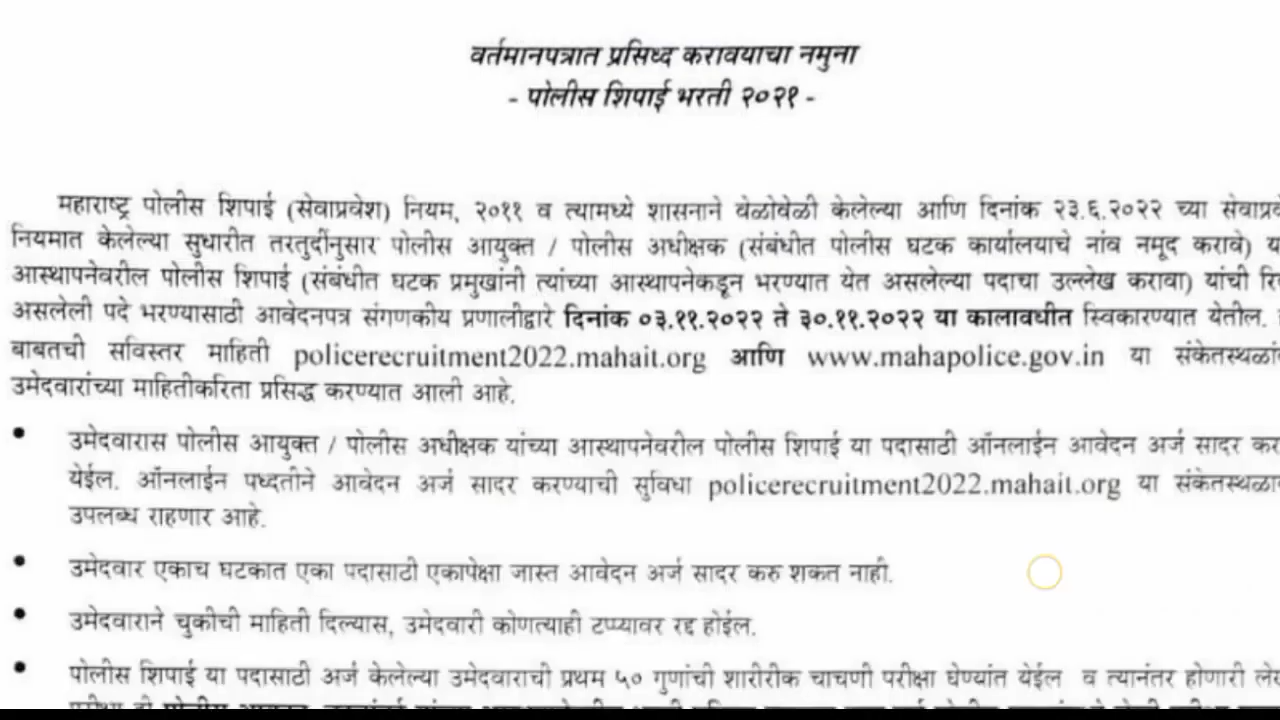 वर्तमानपत्रात प्रसिध्द करावयाचा नमुना
- पोलीस शिपाई भरती २०२१ -
महाराष्ट्र पोलीस शिपाई (सेवाप्रवेश) नियम, २०११ व त्यामध्ये शासनाने वेळोवेळी केलेल्या आणि दिनांक २३.६.२०२२ च्या
नियमात केलेल्या सुधारीत तरतुदींनुसार पोलीस आयुक्त / पोलीस अधीक्षक (संबंधीत पोलीस घटक कार्यालयाचे नांव नमूद करावे)
आस्थापनेवरील पोलीस शिपाई (संबंधीत घटक प्रमुखांनी त्यांच्या आस्थापनेकडून भरण्यात येत असलेल्या पदाचा उल्लेख करावा) यांची
असलेली पदे भरण्यासाठी आवेदनपत्र संगणकीय प्रणालीद्वारे दिनांक ०३.११.२०२२ ते ३०.११.२०२२ या कालावधीत स्विकारण्यात येतील.
बाबतची सविस्तर माहिती policerecruitment2022.mahait.org आणि www.mahapolice.gov.in या
उमेदवारांच्या माहितीकरिता प्रसिद्ध करण्यात आली आहे.
• उमेदवारास पोलीस आयुक्त / पोलीस अधीक्षक यांच्या आस्थापनेवरील पोलीस शिपाई या पदासाठी ऑनलाईन आवेदन अर्ज सादर
येईल. ऑनलाईन पध्दतीने आवेदन अर्ज सादर करण्याची सुविधा policerecruitment2022.mahait.org या
उपलब्ध राहणार आहे.
• उमेदवार एकाच घटकात एका पदासाठी एकापेक्षा जास्त आवेदन अर्ज सादर करु शकत नाही.
• उमेदवाराने चुकीची माहिती दिल्यास, उमेदवारी कोणत्याही टप्प्यावर रद्द होईल.
• पोलीस शिपाई या पदासाठी अर्ज केलेल्या उमेदवाराची प्रथम ५० गुणांची शारीरीक चाचणी परीक्षा घेण्यांत येईल व त्यानंतर होणारी